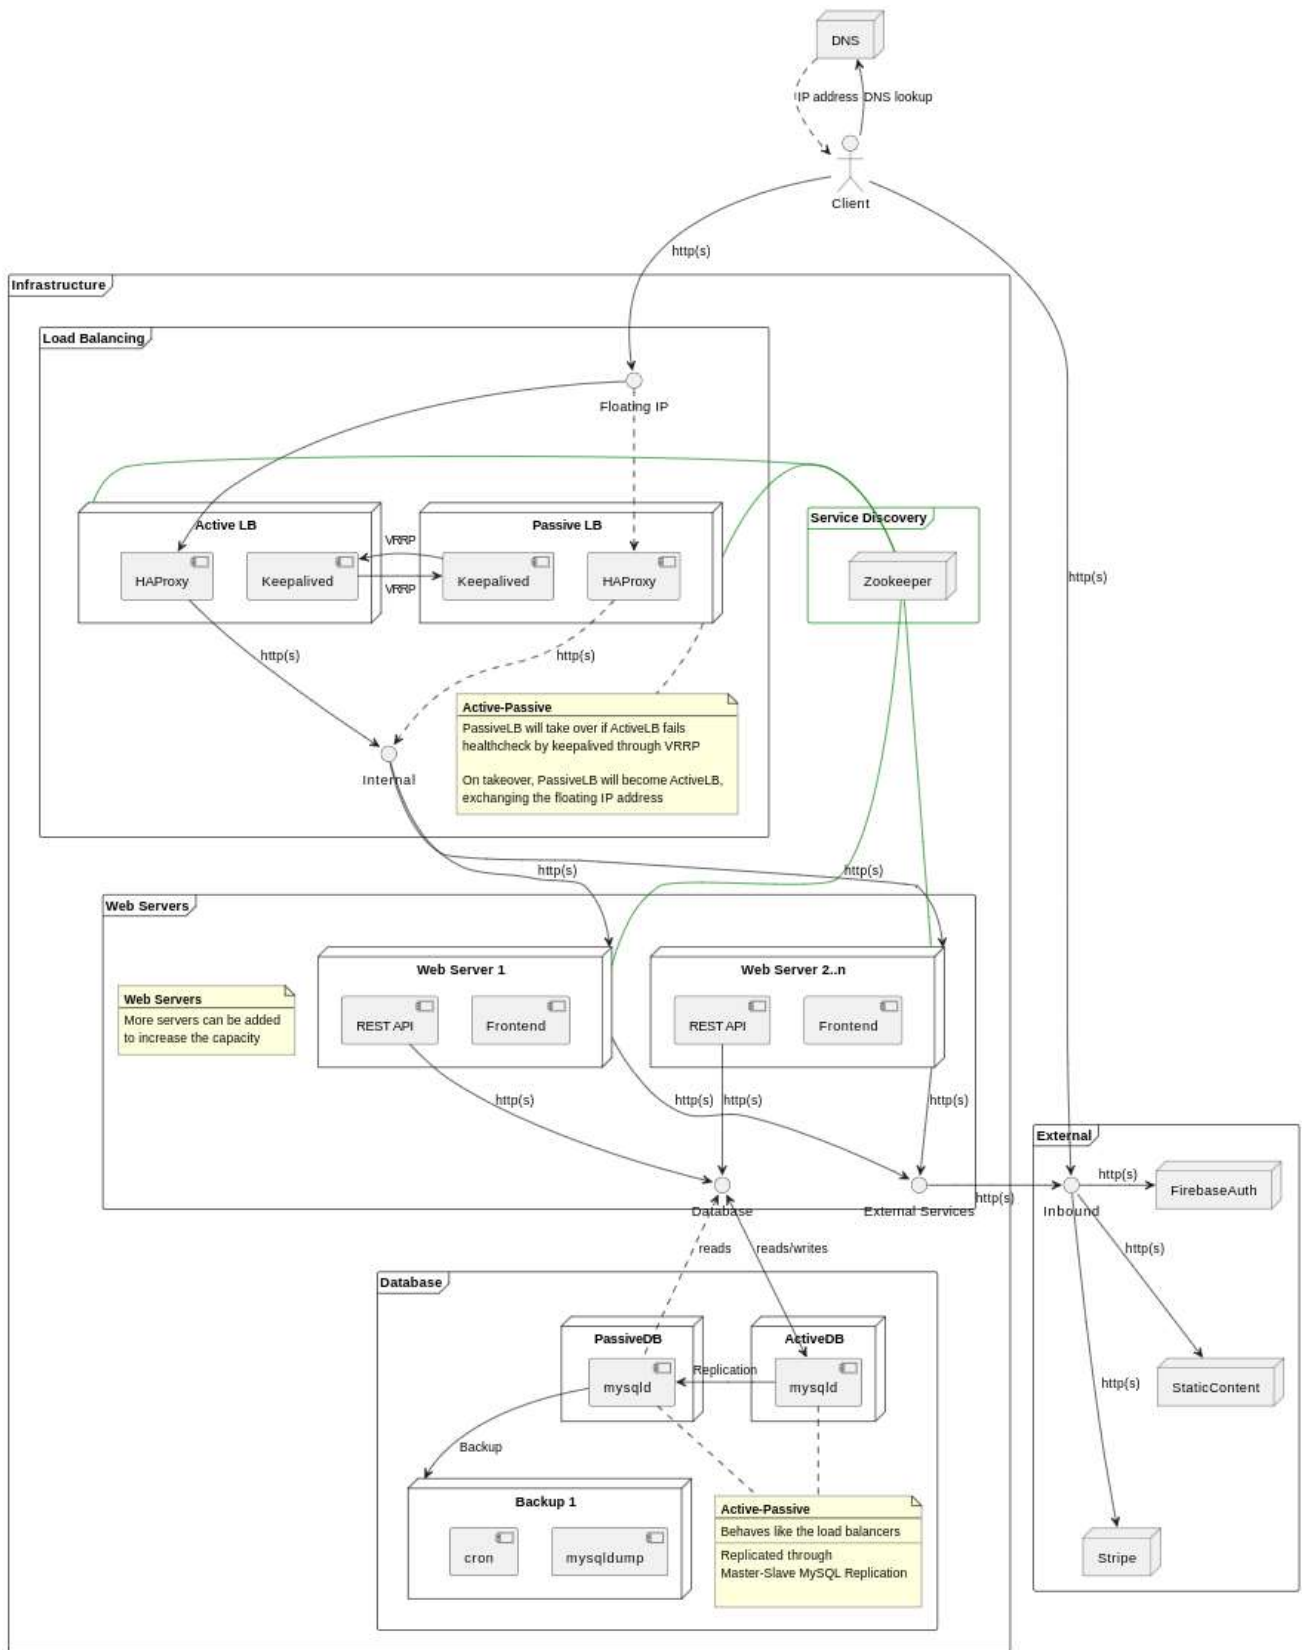 DNS
IP address
DNS lookup
Client
http(s)
Infrastructure
Load Balancing
Floating IP
Active LB
Passive LB
Service Discovery
VRRP
HAProxy
Keepalived
Keepalived
HAProxy
Zookeeper
http(s)
VRRP
http(s)
http(s)
Active-Passive
PassiveLB will take over if ActiveLB fails
healthcheck by keepalived through VRRP
On takeover, PassiveLB will become ActiveLB,
exchanging the floating IP address
Internal
http(s)
http(s)
Web Servers
Web Server 1
Web Server 2..n
Web Servers
More servers can be added
to increase the capacity
REST API
Frontend
REST API
Frontend
http(s)
http(s)
http(s)
http(s)
External
http(s)
FirebaseAuth
http(s)
Database
External Services
Inbound
reads
reads/writes
http(s)
Database
PassiveDB
ActiveDB
Replication
mysqld
mysqld
http(s)
StaticContent
Backup
Backup 1
cron
mysqldump
Active-Passive
Behaves like the load balancers
Replicated through
Master-Slave MySQL Replication
Stripe